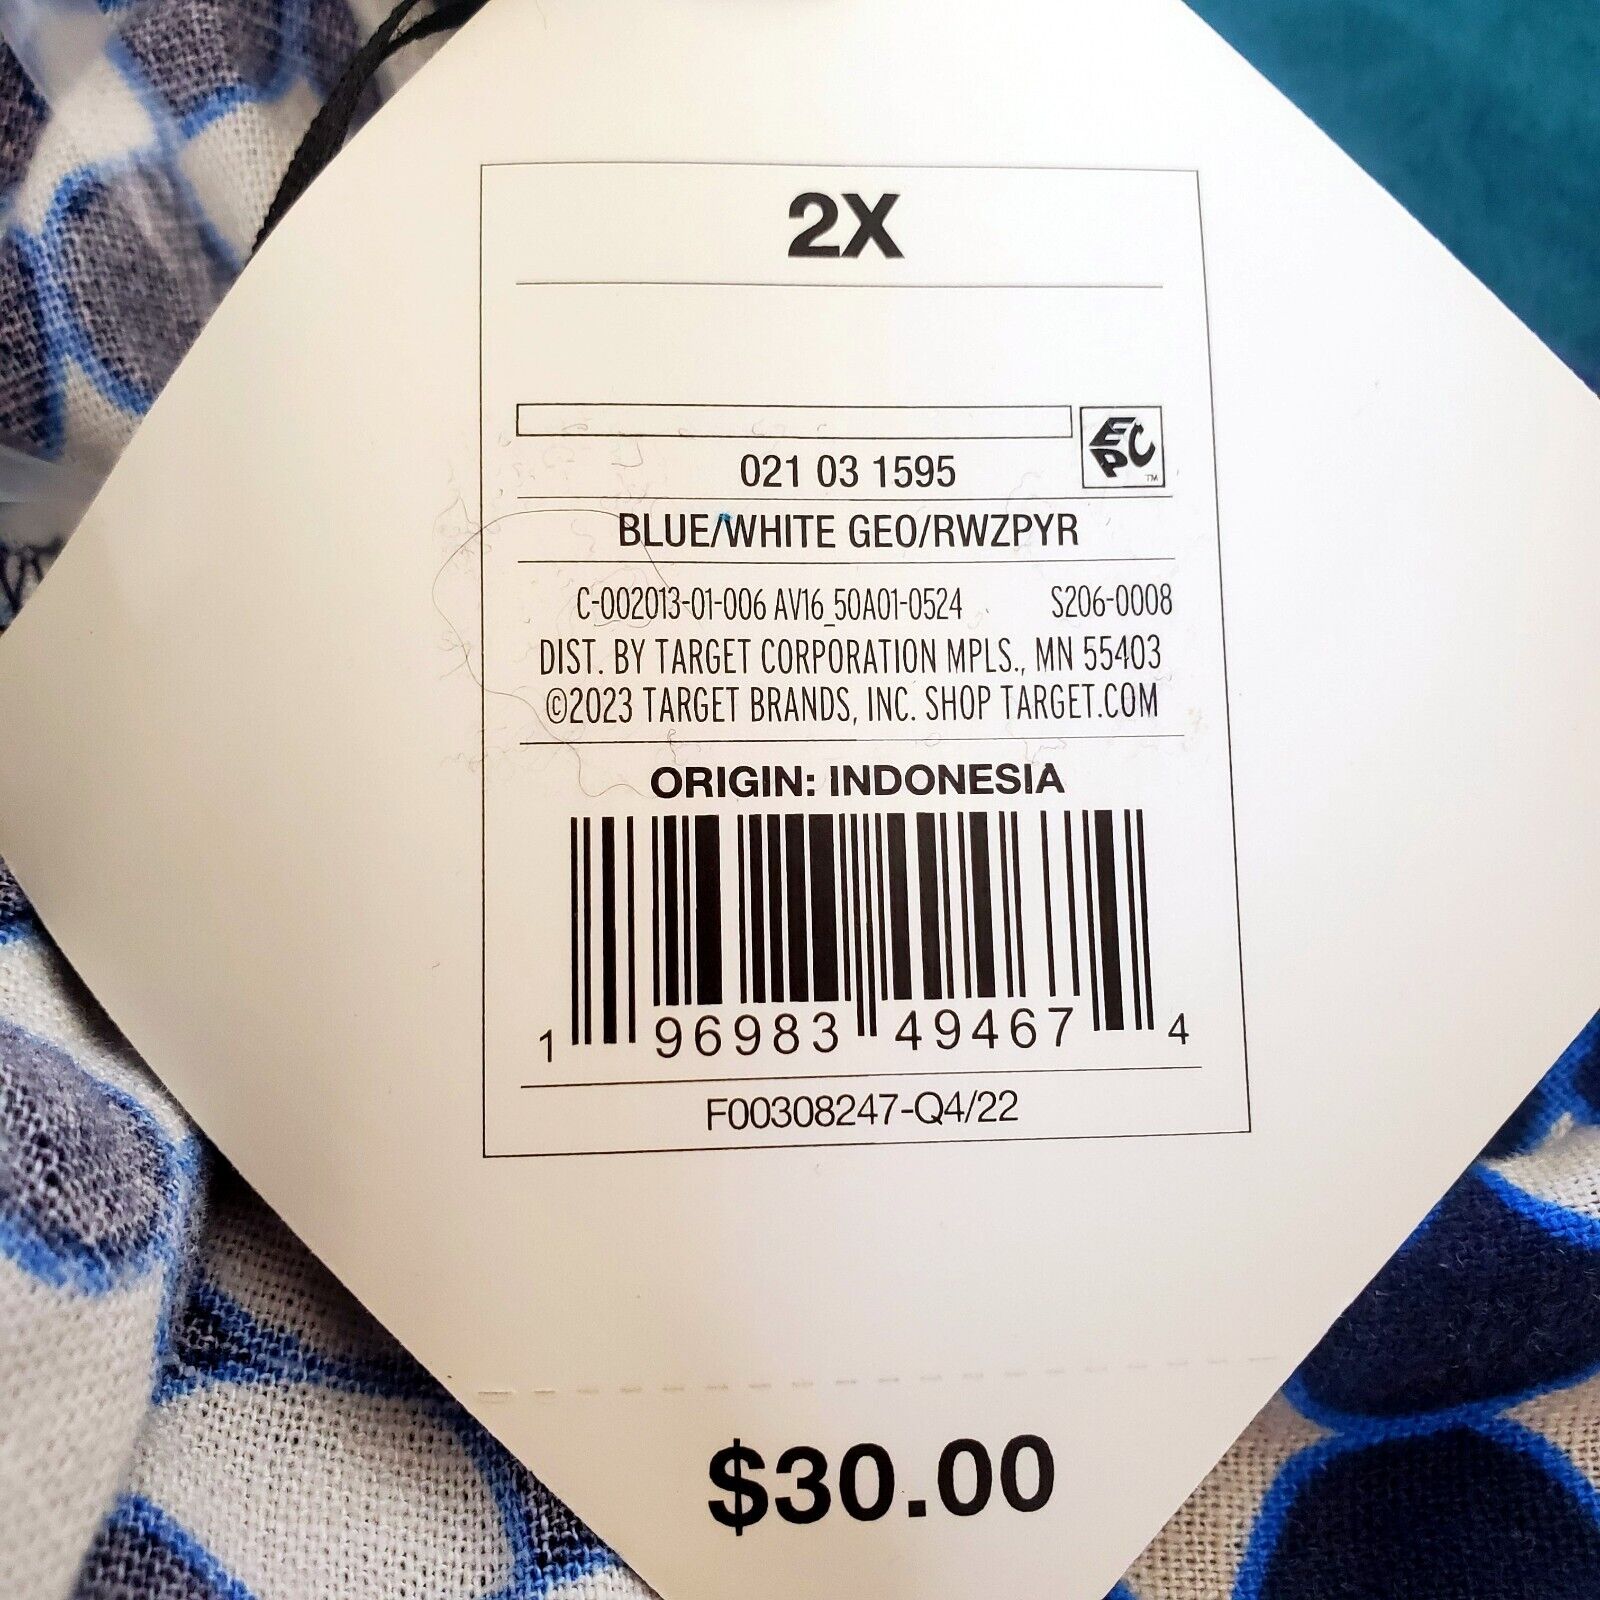 2X
EPC
TM
021 03 1595
BLUE/WHITE GEO/RWZPYR
C-002013-01-006 AV16_50A01-0524 S206-0008
DIST. BY TARGET CORPORATION MPLS., MN 55403
©2023 TARGET BRANDS, INC. SHOP TARGET.COM
ORIGIN: INDONESIA
1 96983 49467 4
F00308247-Q4/22
$30.00